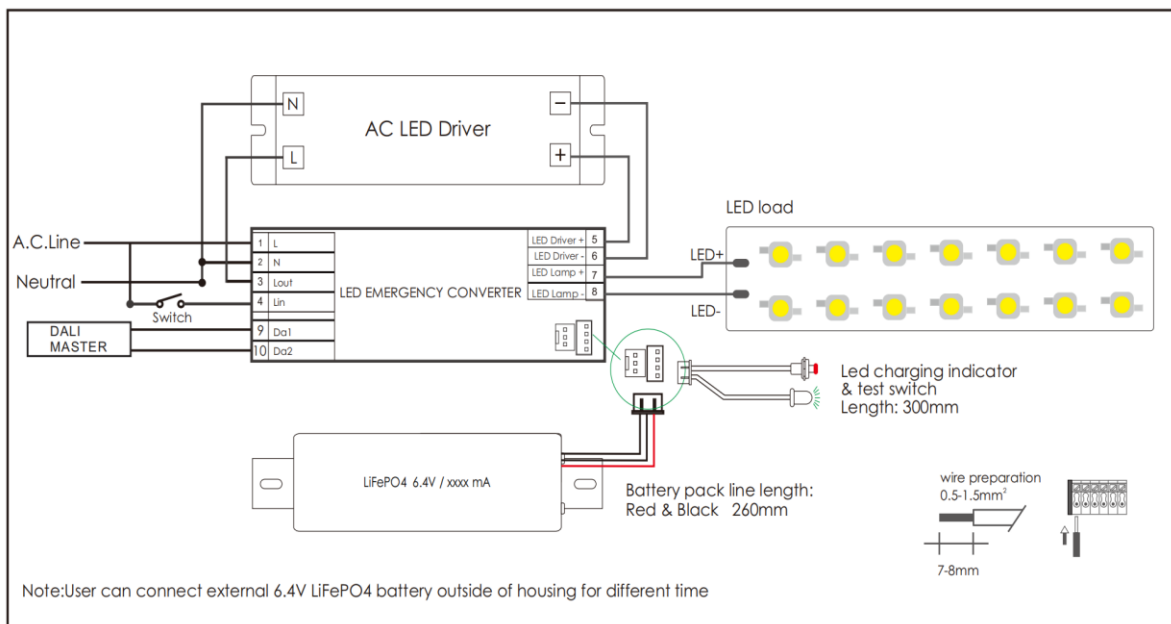 N
−
AC LED Driver
L
+
A.C.Line
Neutral
Switch
DALI
MASTER
1 L
2 N
3 Lout
4 Lin
9 Da1
10 Da2
LED EMERGENCY CONVERTER
LED Driver + 5
LED Driver - 6
LED Lamp + 7
LED Lamp - 8
LED load
LED+
LED-
Led charging indicator
& test switch
Length: 300mm
LiFePO4 6.4V / xxxx mA
Battery pack line length:
Red & Black 260mm
wire preparation
0.5-1.5mm²
7-8mm
Note:User can connect external 6.4V LiFePO4 battery outside of housing for different time